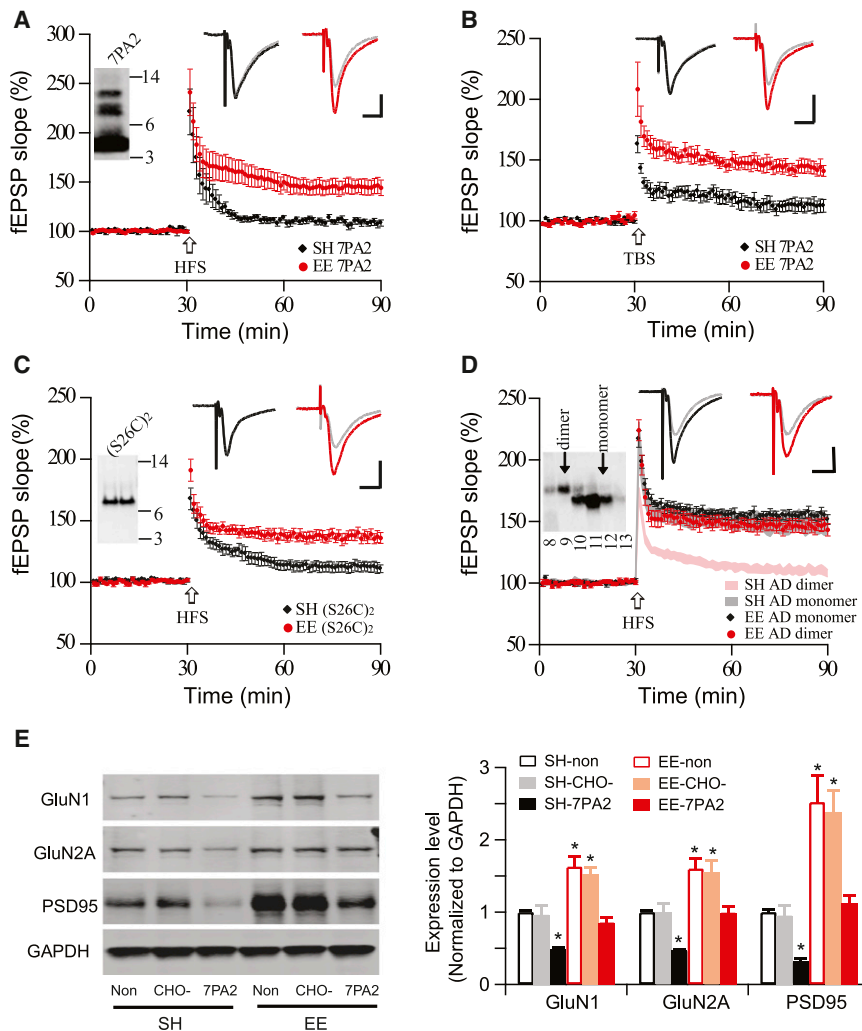 A
300
250
200
150
100
50
fEPSP slope (%)
7PA2
14
6
3
HFS
SH 7PA2
EE 7PA2
0
30
60
90
Time (min)
B
250
200
150
100
50
fEPSP slope (%)
TBS
SH 7PA2
EE 7PA2
0
30
60
90
Time (min)
C
250
200
150
100
50
fEPSP slope (%)
(S26C)2
14
6
3
HFS
SH (S26C)2
EE (S26C)2
0
30
60
90
Time (min)
D
250
200
150
100
50
fEPSP slope (%)
dimer
monomer
8 9 10 11 12 13
HFS
SH AD dimer
SH AD monomer
EE AD monomer
EE AD dimer
0
30
60
90
Time (min)
E
GluN1
GluN2A
PSD95
GAPDH
Non CHO- 7PA2 Non CHO- 7PA2
SH EE
SH-non
SH-CHO-
SH-7PA2
EE-non
EE-CHO-
EE-7PA2
3
2
1
0
Expression level
(Normalized to GAPDH)
* * * * * * * * *
GluN1 GluN2A PSD95